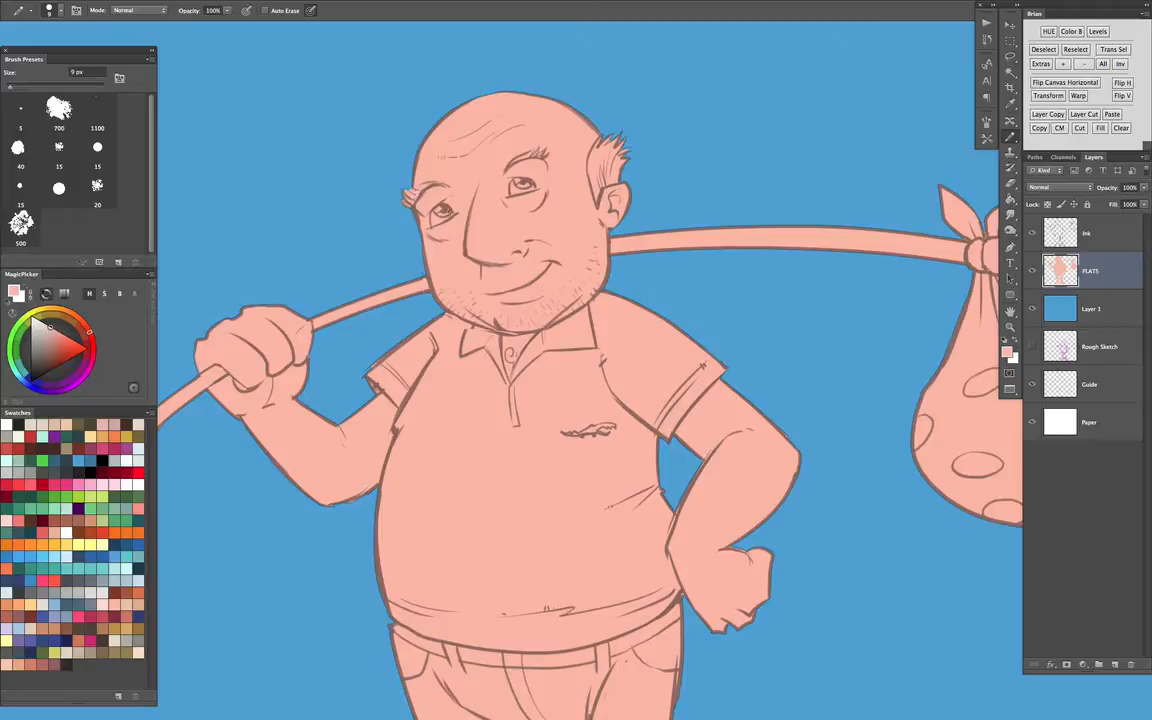 Mode: Normal Opacity: 100% Auto Erase
9
Brush Presets
Size: 9 px
5 700 1100
40 15 15
15 20
500
MagicPicker
H S B
Swatches
Brian
HUE Color B Levels
Deselect Reselect Trans Sel
Extras + - All Inv
Flip Canvas Horizontal Flip H
Transform Warp Flip V
Layer Copy Layer Cut Paste
Copy CM Cut Fill Clear
Paths Channels Layers
Kind
Normal Opacity: 100%
Lock: Fill: 100%
Ink
FLATS
Layer 1
Rough Sketch
Guide
Paper